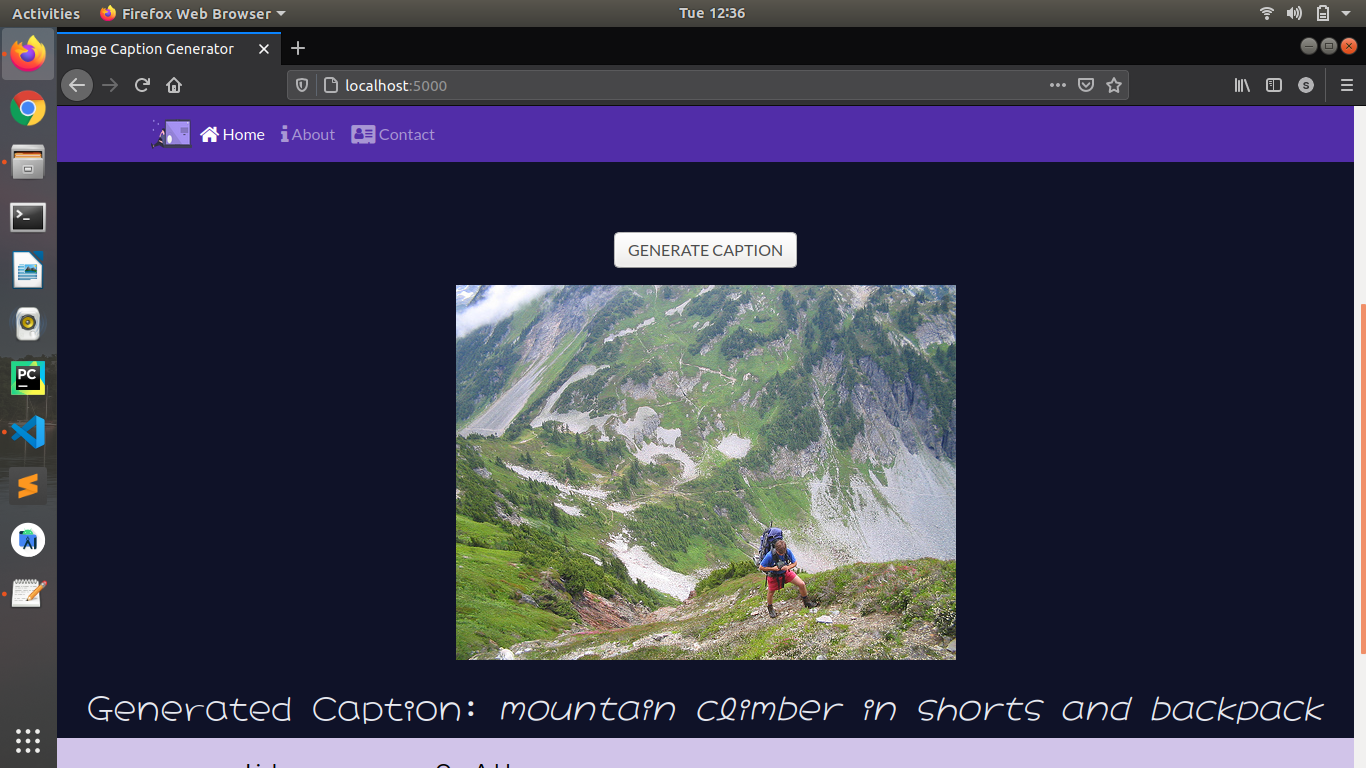 Activities Firefox Web Browser Tue 12:36
Image Caption Generator
localhost:5000
S
Home About Contact
GENERATE CAPTION
PC
Generated Caption: mountain climber in shorts and backpack